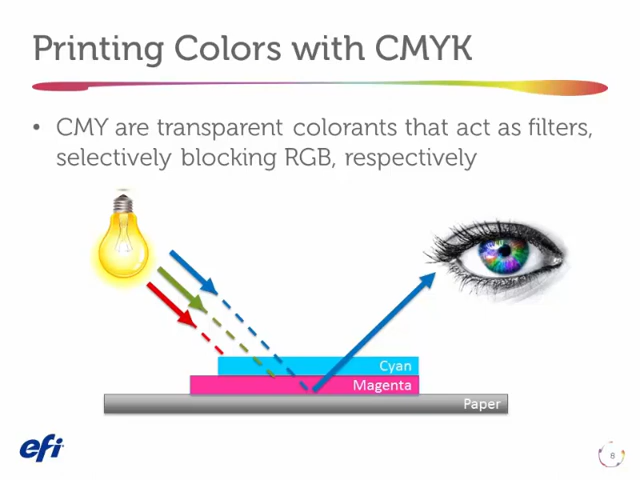 Printing Colors with CMYK
• CMY are transparent colorants that act as filters,
selectively blocking RGB, respectively
Cyan
Magenta
Paper
efi
8